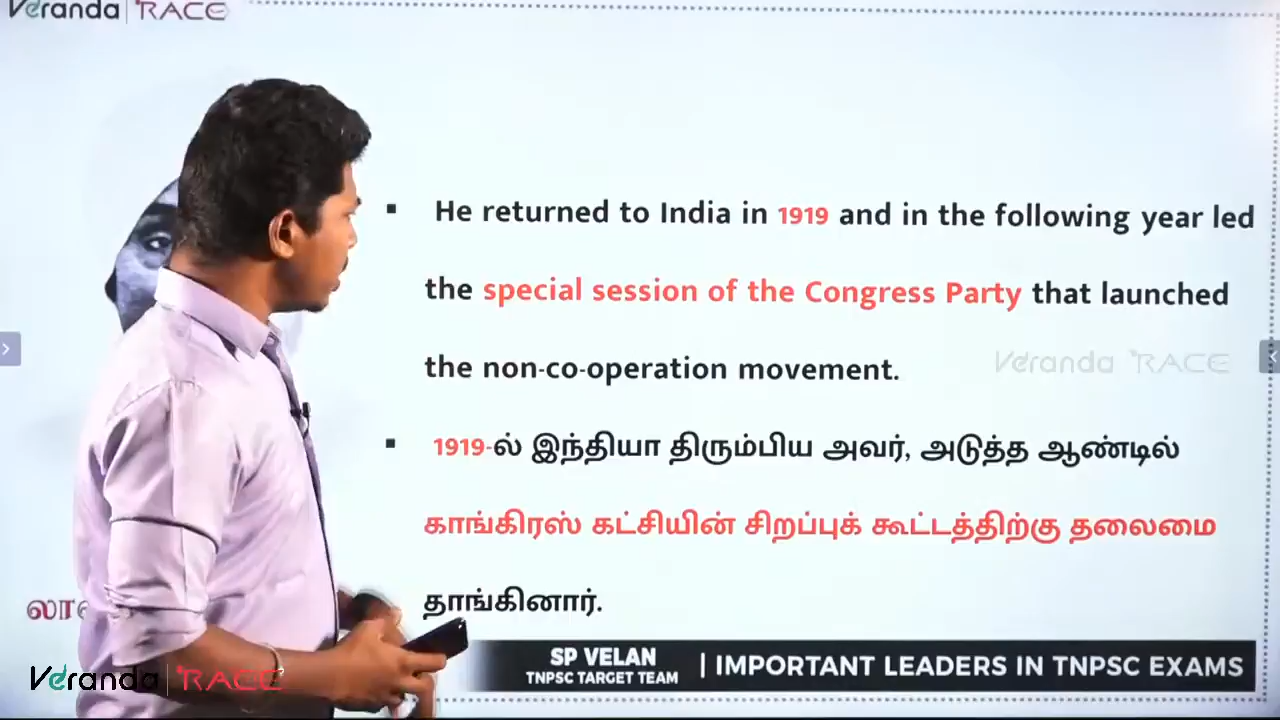 Veranda RACE
He returned to India in 1919 and in the following year led
the special session of the Congress Party that launched
the non-co-operation movement.
Veranda RACE
1919-ல் இந்தியா திரும்பிய அவர், அடுத்த ஆண்டில்
காங்கிரஸ் கட்சியின் சிறப்புக் கூட்டத்திற்கு தலைமை
தாங்கினார்.
SP VELAN
TNPSC TARGET TEAM
IMPORTANT LEADERS IN TNPSC EXAMS
Veranda RACE